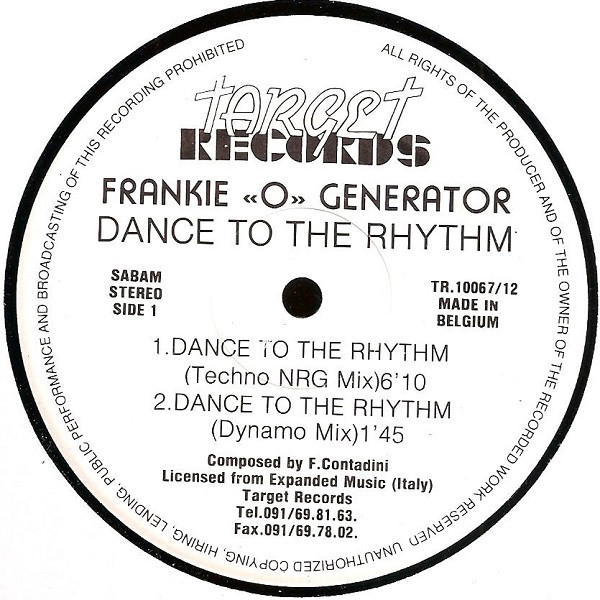 ALL RIGHTS OF THE PRODUCER AND OF THE OWNER OF THE RECORDED WORK RESERVED UNAUTHORIZED COPYING, HIRING, LENDING, PUBLIC PERFORMANCE AND BROADCASTING OF THIS RECORDING PROHIBITED
TARGET
RECORDS
FRANKIE «O» GENERATOR
DANCE TO THE RHYTHM
SABAM
STEREO
SIDE 1
TR.10067/12
MADE IN
BELGIUM
1.DANCE TO THE RHYTHM
(Techno NRG Mix)6'10
2.DANCE TO THE RHYTHM
(Dynamo Mix)1'45
Composed by F.Contadini
Licensed from Expanded Music (Italy)
Target Records
Tel.091/69.81.63.
Fax.091/69.78.02.